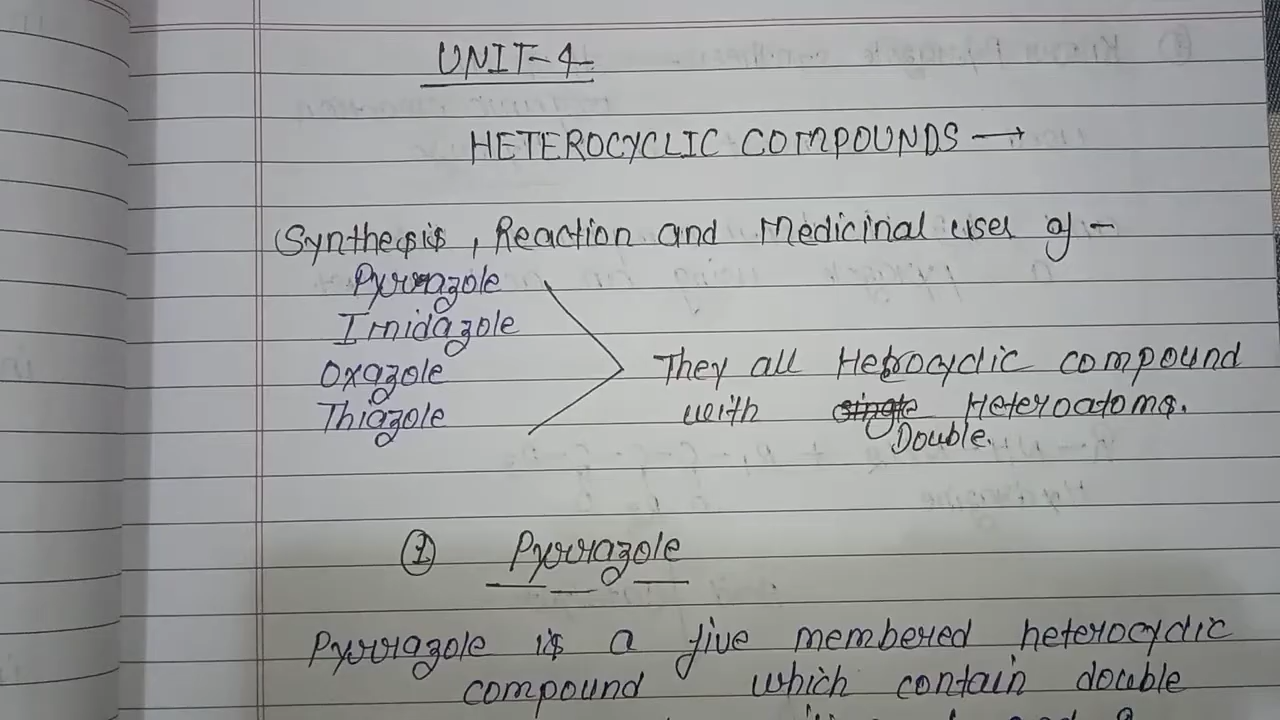 UNIT-4
HETEROCYCLIC COMPOUNDS →
Synthesis, Reaction and Medicinal uses of -
Pyrrazole
Imidazole
Oxazole
Thiazole
They all Hetrocyclic compound
with single Heteroatoms.
Double.
① Pyrrazole
Pyrrazole is a five membered heterocyclic
compound which contain double